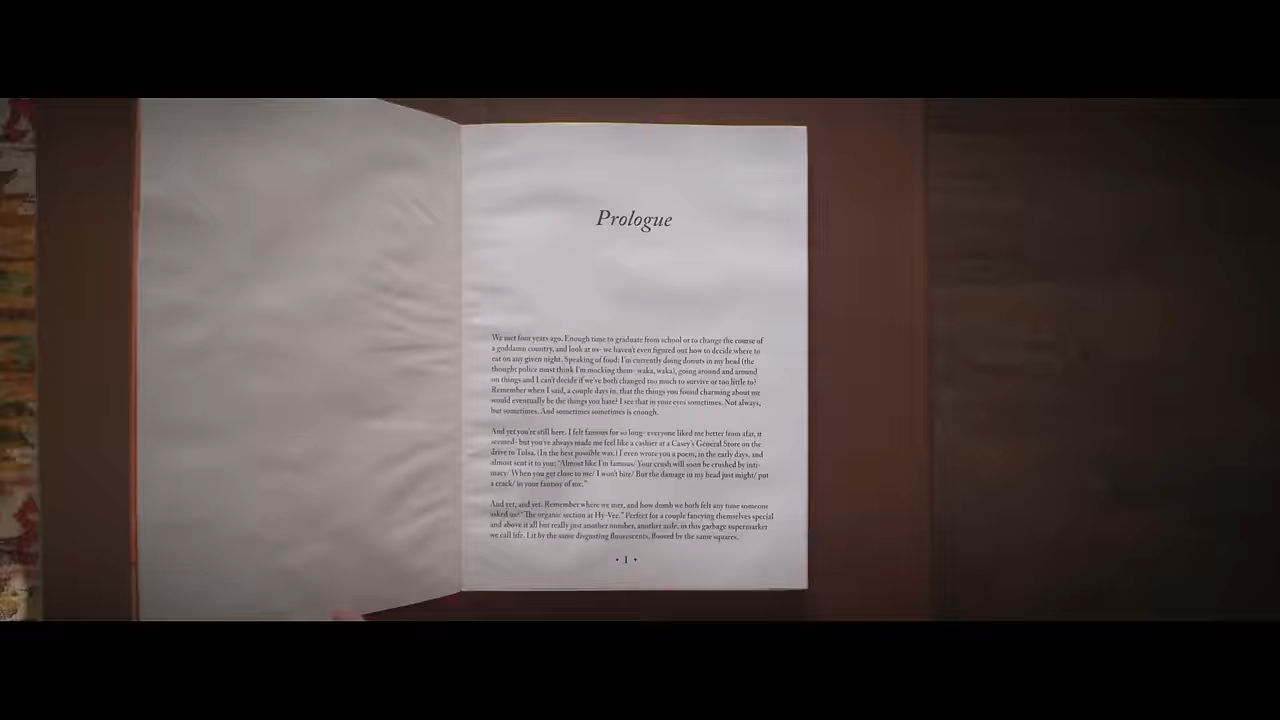 Prologue
We met four years ago. Enough time to graduate from school or to change the course of
a goddamn country, and look at us- we haven't even figured out how to decide where to
eat on any given night. Speaking of food: I'm currently doing donuts in my head (the
thought police must think I'm mocking them- waka, waka), going around and around
on things and I can't decide if we've both changed too much to survive or too little?
Remember when I said, a couple days in, that the things you found charming about me
would eventually be the things you hate? I see that in your eyes sometimes. Not always,
but sometimes. And sometimes sometimes is enough.
And yet you're still here. I felt famous for so long- everyone liked me better from afar, it
seemed- but you've always made me feel like a cashier at a Casey's General Store on the
drive to Tulsa. (In the best possible way.) I even wrote you a poem, in the early days, and
almost sent it to you: "Almost like I'm famous/ Your crush will soon be crushed by inti-
macy/ When you get close to me/ I won't bite/ But the damage in my head just might/ put
a crack/ in your fantasy of me."
And yet, and yet. Remember where we met, and how dumb we both felt any time someone
asked us? "The organic section at Hy-Vee." Perfect for a couple fancying themselves special
and above it all but really just another number, another aisle, in this garbage supermarket
we call life. Lit by the same disgusting flourescents, floored by the same squares.
• 1 •